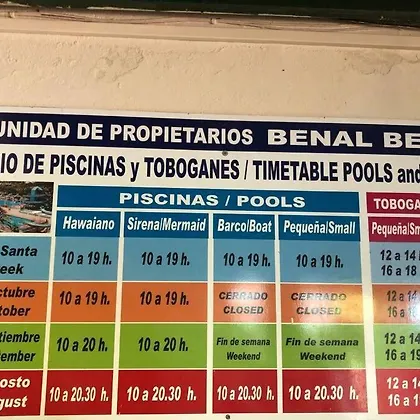 UNIDAD DE PROPIETARIOS BENAL BE
IO DE PISCINAS y TOBOGANES / TIMETABLE POOLS and
PISCINAS / POOLS TOBOGA
Hawaiano Sirena/Mermaid Barco/Boat Pequeña/Small Pequeña/Sm
Santa
eek
10 a 19 h. 10 a 19 h. 10 a 19 h. 10 a 19 h. 12 a 14
16 a 18
ctubre
tober
10 a 19 h. 10 a 19 h. CERRADO
CLOSED
CERRADO
CLOSED
12 a 14
16 a 1
tiembre
tember
10 a 20 h. 10 a 20 h. Fin de semana
Weekend
Fin de semana
Weekend
12 a 14
16 a 19
osto
gust
10 a 20.30 h. 10 a 20.30 h. 10 a 20.30 h. 10 a 20.30 h. 12 a 14
16 a 1